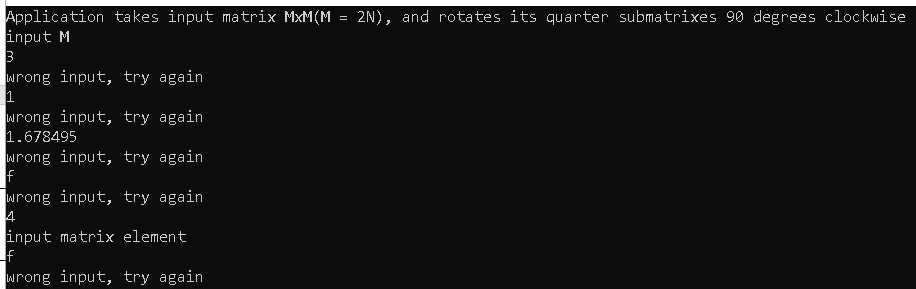 Application takes input matrix MxM(M = 2N), and rotates its quarter submatrixes 90 degrees clockwise
input M
3
wrong input, try again
1
wrong input, try again
1.678495
wrong input, try again
f
wrong input, try again
4
input matrix element
f
wrong input, try again